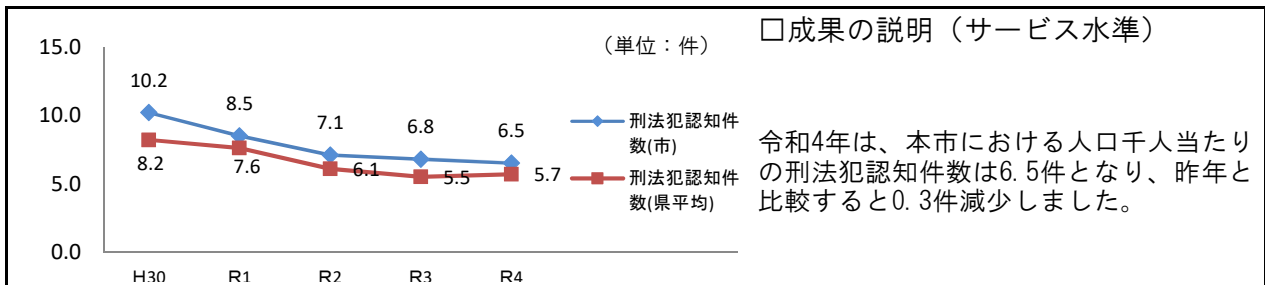 15.0
10.0
5.0
0.0
（単位：件）
10.2
8.5
7.1
6.8
6.5
8.2
7.6
6.1
5.5
5.7
H30
R1
R2
R3
R4
刑法犯認知件
数(市)
刑法犯認知件
数(県平均)
□成果の説明（サービス水準）
令和4年は、本市における人口千人当たり
の刑法犯認知件数は6.5件となり、昨年と
比較すると0.3件減少しました。